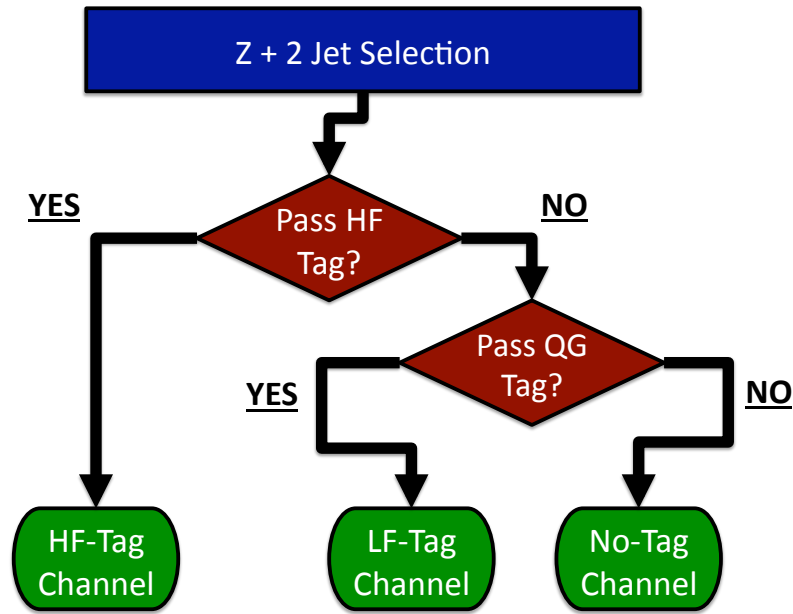 Z + 2 Jet Selection
YES
Pass HF
Tag?
NO
Pass QG
Tag?
YES
NO
HF-Tag
Channel
LF-Tag
Channel
No-Tag
Channel